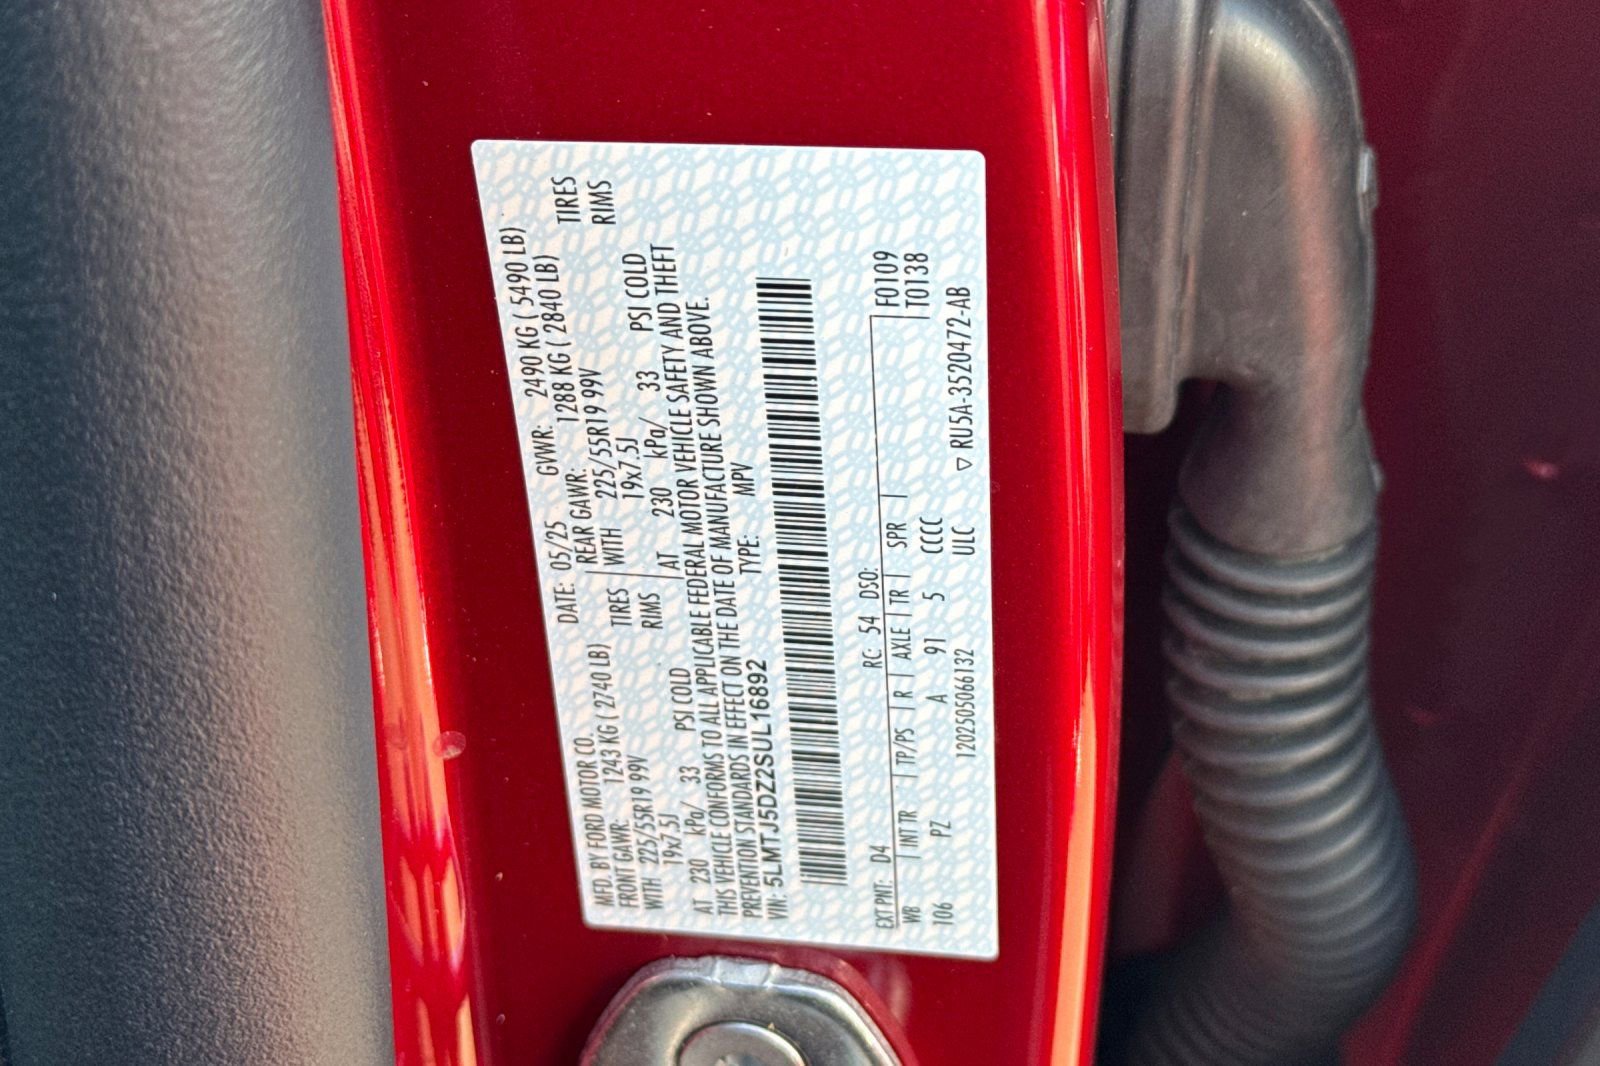 MFD. BY FORD MOTOR CO.
DATE: 05/25 GVWR: 2490 KG ( 5490 LB)
FRONT GAWR: 1243 KG ( 2740 LB) REAR GAWR: 1288 KG ( 2840 LB)
WITH 225/55R19 99V TIRES WITH 225/55R19 99V TIRES
19x7.5J RIMS 19x7.5J RIMS
AT 230 kPa/ 33 PSI COLD AT 230 kPa/ 33 PSI COLD
THIS VEHICLE CONFORMS TO ALL APPLICABLE FEDERAL MOTOR VEHICLE SAFETY AND THEFT
PREVENTION STANDARDS IN EFFECT ON THE DATE OF MANUFACTURE SHOWN ABOVE.
VIN: 5LMTJ5DZ2SUL16892 TYPE: MPV
EXT PNT: D4 RC: 54 DSO: F0109
WB INT TR TP/PS R AXLE TR SPR T0138
106 PZ A 91 5 CCCC
1202505066132 ULC ▽ RU5A-3520472-AB